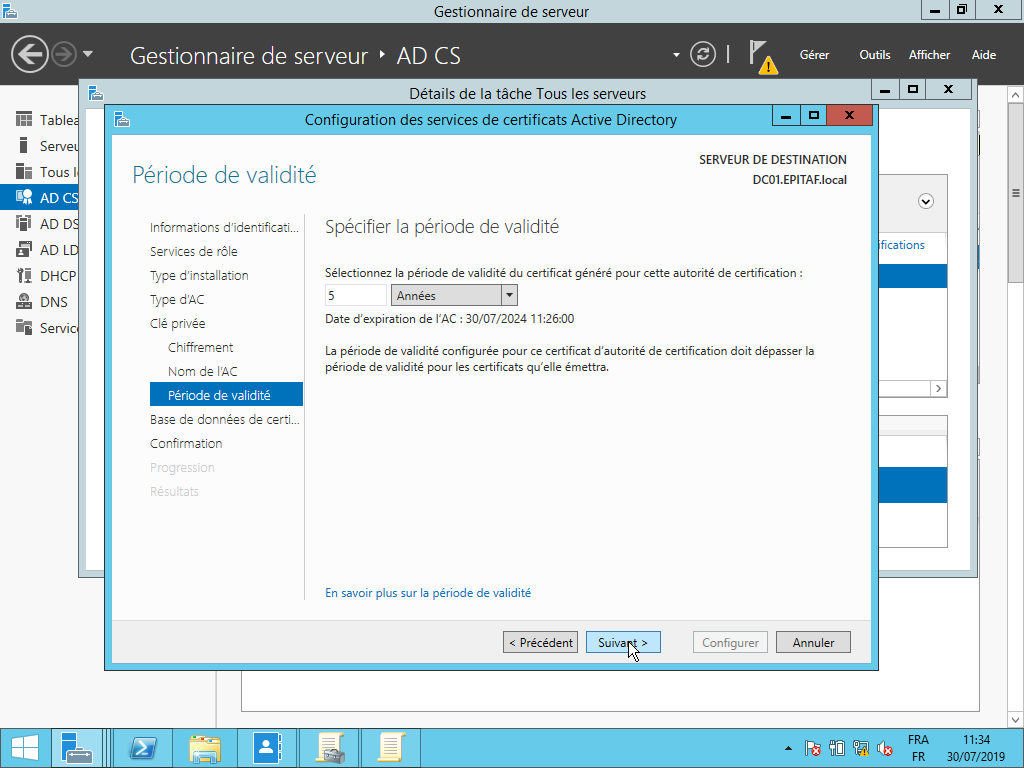 Gestionnaire de serveur
Gestionnaire de serveur ‣ AD CS
Gérer
Outils
Afficher
Aide
Détails de la tâche Tous les serveurs
Configuration des services de certificats Active Directory
Tablea
Serveu
Tous l
AD CS
AD DS
AD LD
DHCP
DNS
Servic
ifications
Période de validité
SERVEUR DE DESTINATION
DC01.EPITAF.local
Informations d'identificati...
Services de rôle
Type d'installation
Type d'AC
Clé privée
Chiffrement
Nom de l'AC
Période de validité
Base de données de certi...
Confirmation
Progression
Résultats
Spécifier la période de validité
Sélectionnez la période de validité du certificat généré pour cette autorité de certification :
5 Années
Date d'expiration de l'AC : 30/07/2024 11:26:00
La période de validité configurée pour ce certificat d'autorité de certification doit dépasser la
période de validité pour les certificats qu'elle émettra.
En savoir plus sur la période de validité
< Précédent
Suivant >
Configurer
Annuler
FRA
FR
11:34
30/07/2019